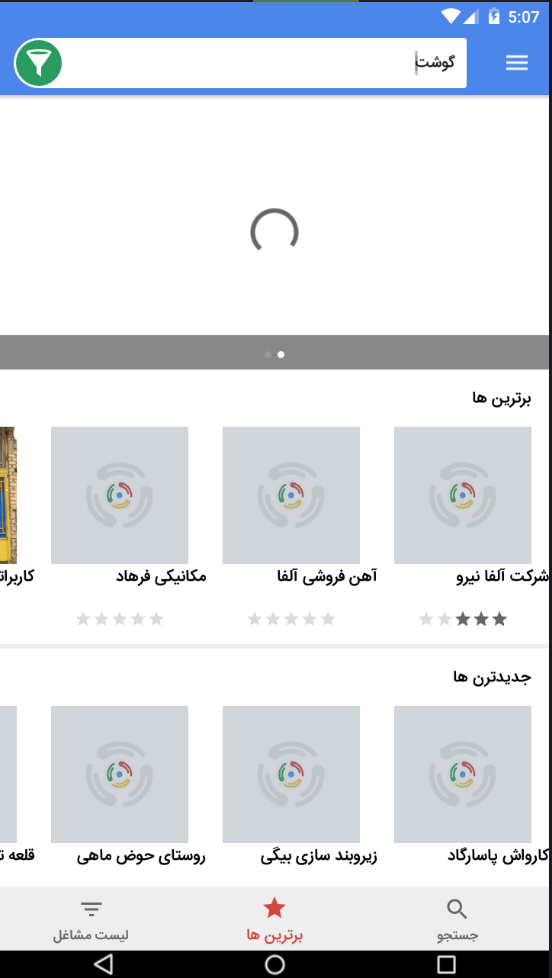 5:07
گوشت
برترین ها
شرکت آلفا نیرو
آهن فروشی آلفا
مکانیکی فرهاد
جدیدترن ها
کارواش پاسارگاد
زیروبند سازی بیگی
روستای حوض ماهی
قلعه
جستجو
برترین ها
لیست مشاغل